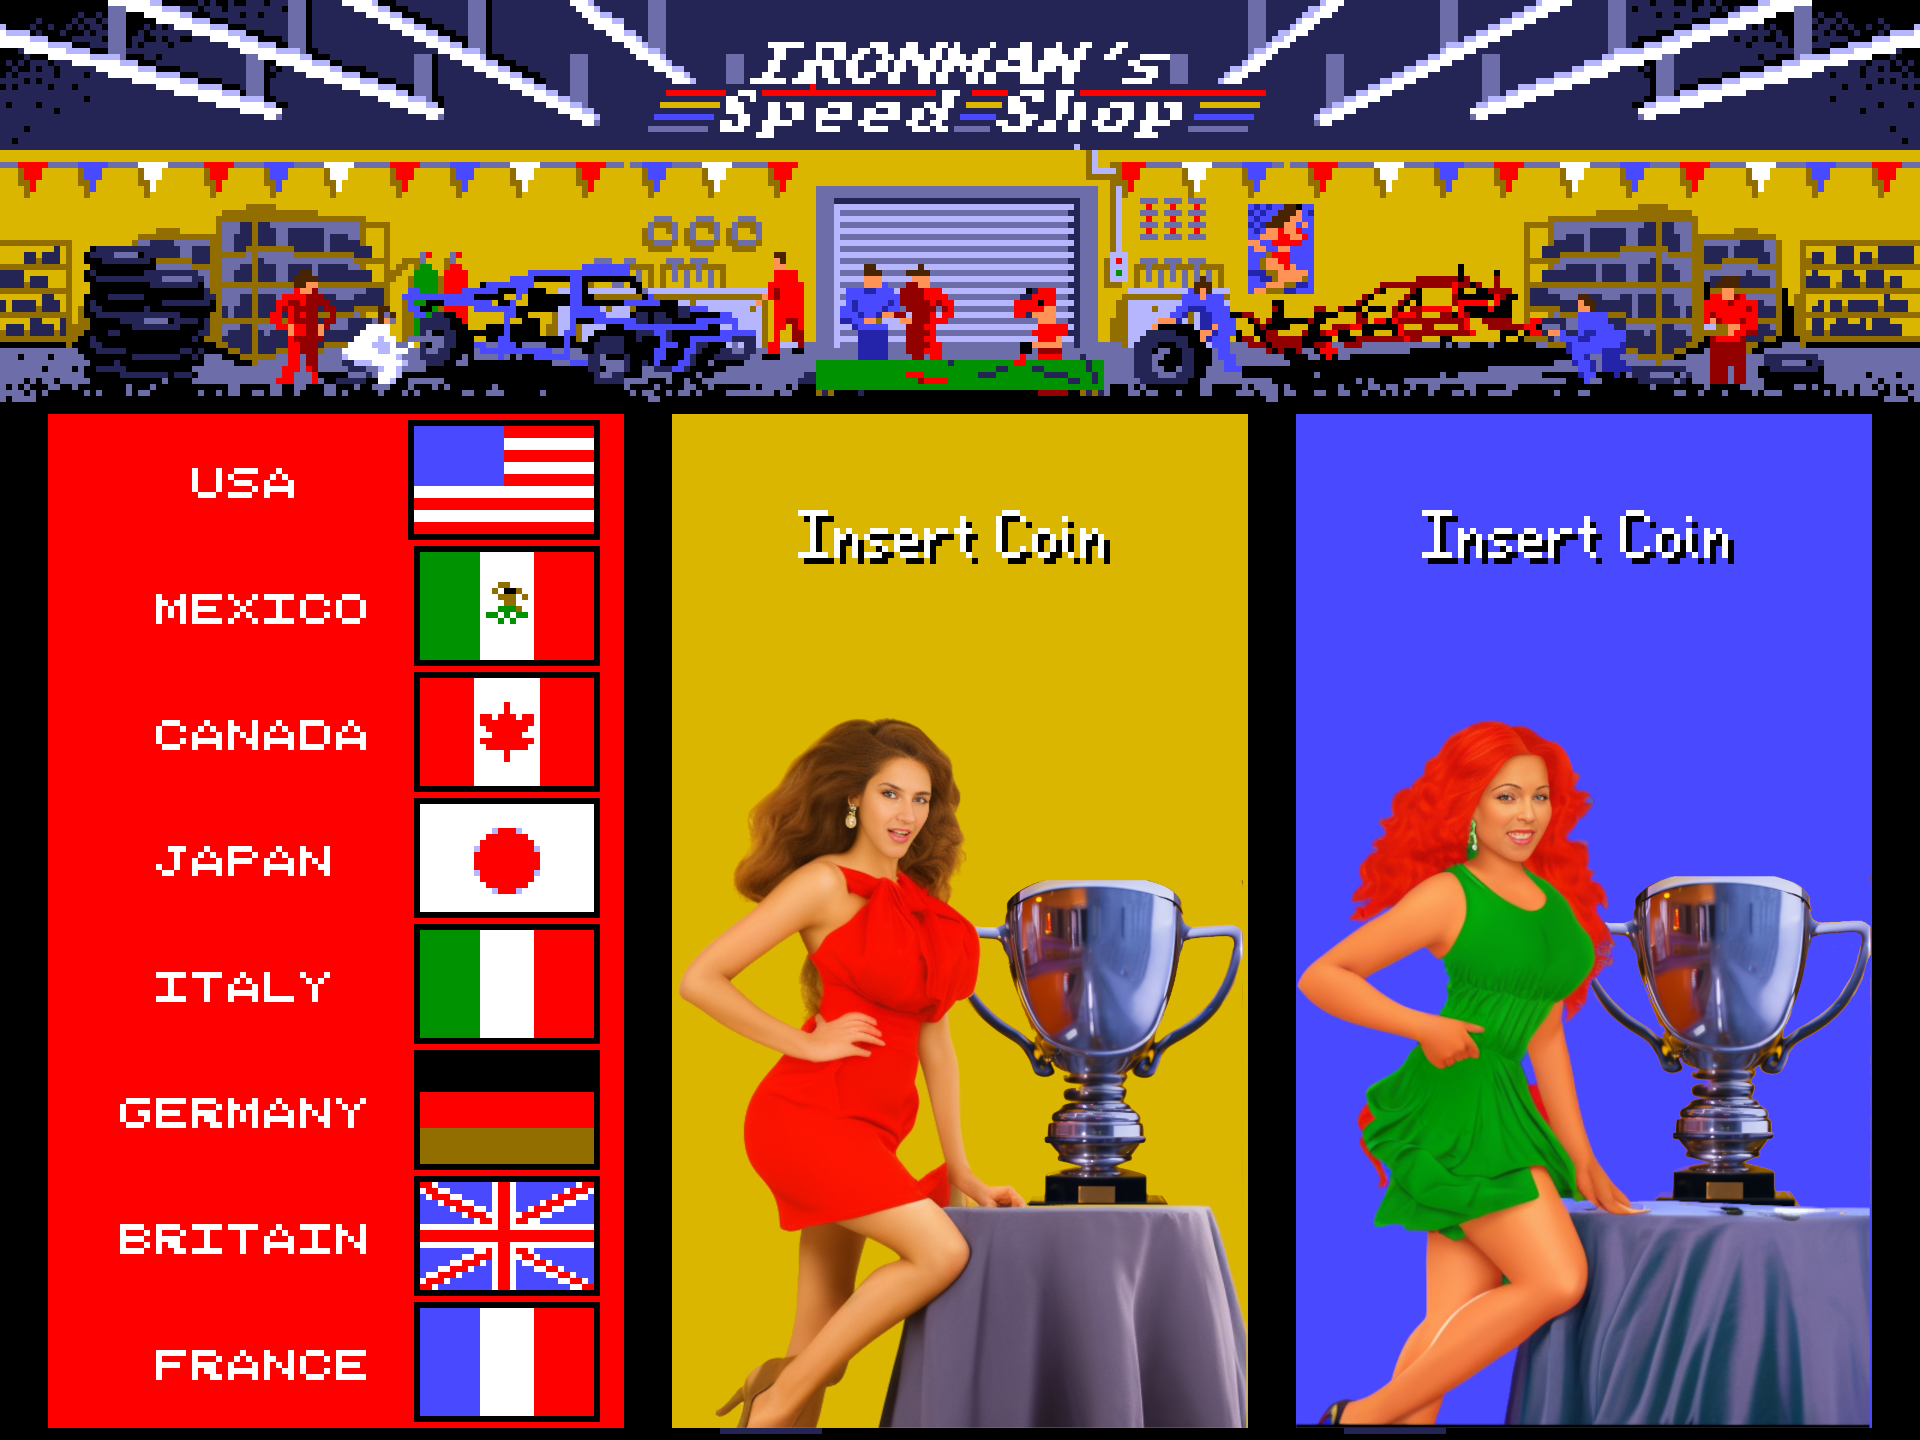 IRONMAN's
Speed Shop
USA
MEXICO
CANADA
JAPAN
ITALY
GERMANY
BRITAIN
FRANCE
Insert Coin
Insert Coin